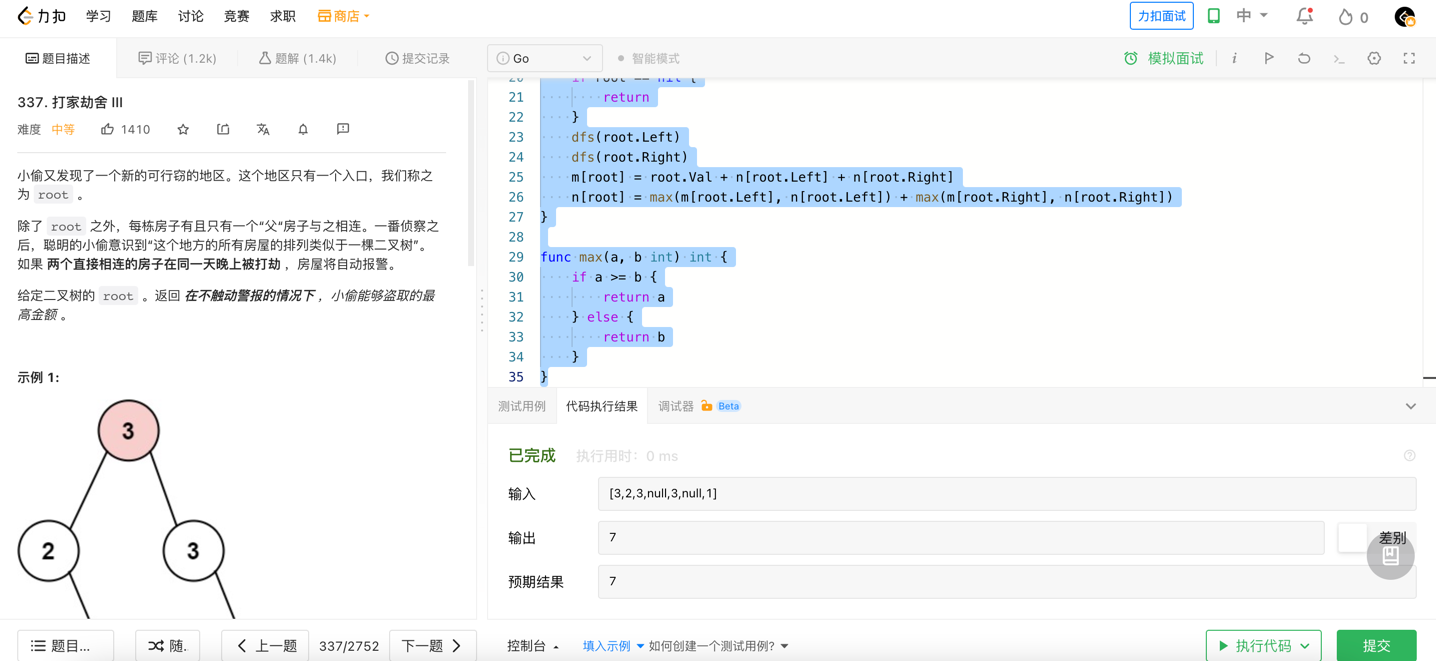 力扣 学习 题库 讨论 竞赛 求职 商店 力扣面试 中 0
题目描述 评论 (1.2k) 题解 (1.4k) 提交记录
337. 打家劫舍 III
难度 中等 1410
小偷又发现了一个新的可行窃的地区。这个地区只有一个入口，我们称之
为 root 。
除了 root 之外，每栋房子有且只有一个“父“房子与之相连。一番侦察之
后，聪明的小偷意识到“这个地方的所有房屋的排列类似于一棵二叉树”。
如果 两个直接相连的房子在同一天晚上被打劫 ，房屋将自动报警。
给定二叉树的 root 。返回 在不触动警报的情况下 ，小偷能够盗取的最
高金额 。
示例 1:
3
2 3
Go 智能模式 模拟面试
20 if root == nil {
21 return
22 }
23 dfs(root.Left)
24 dfs(root.Right)
25 m[root] = root.Val + n[root.Left] + n[root.Right]
26 n[root] = max(m[root.Left], n[root.Left]) + max(m[root.Right], n[root.Right])
27 }
28
29 func max(a, b int) int {
30 if a >= b {
31 return a
32 } else {
33 return b
34 }
35 }
测试用例 代码执行结果 调试器 Beta
已完成 执行用时：0 ms
输入 [3,2,3,null,3,null,1]
输出 7 差别
预期结果 7
题目... 随. 上一题 337/2752 下一题 控制台 填入示例 如何创建一个测试用例? 执行代码 提交